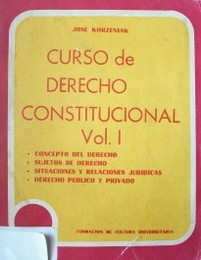 JOSE KORZENIAK
CURSO de
DERECHO
CONSTITUCIONAL
Vol. I
- CONCEPTO DEL DERECHO
- SUJETOS DE DERECHO
- SITUACIONES Y RELACIONES JURIDICAS
- DERECHO PUBLICO Y PRIVADO
FUNDACION DE CULTURA UNIVERSITARIA